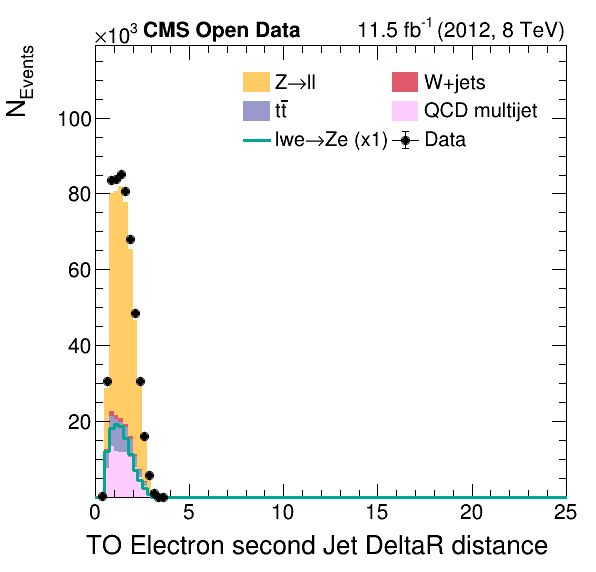 ×10³ CMS Open Data 11.5 fb⁻¹ (2012, 8 TeV)
N_Events
Z→ll W+jets
tt̄ QCD multijet
lwe→Ze (x1) Data
100
80
60
40
20
0 5 10 15 20 25
TO Electron second Jet DeltaR distance